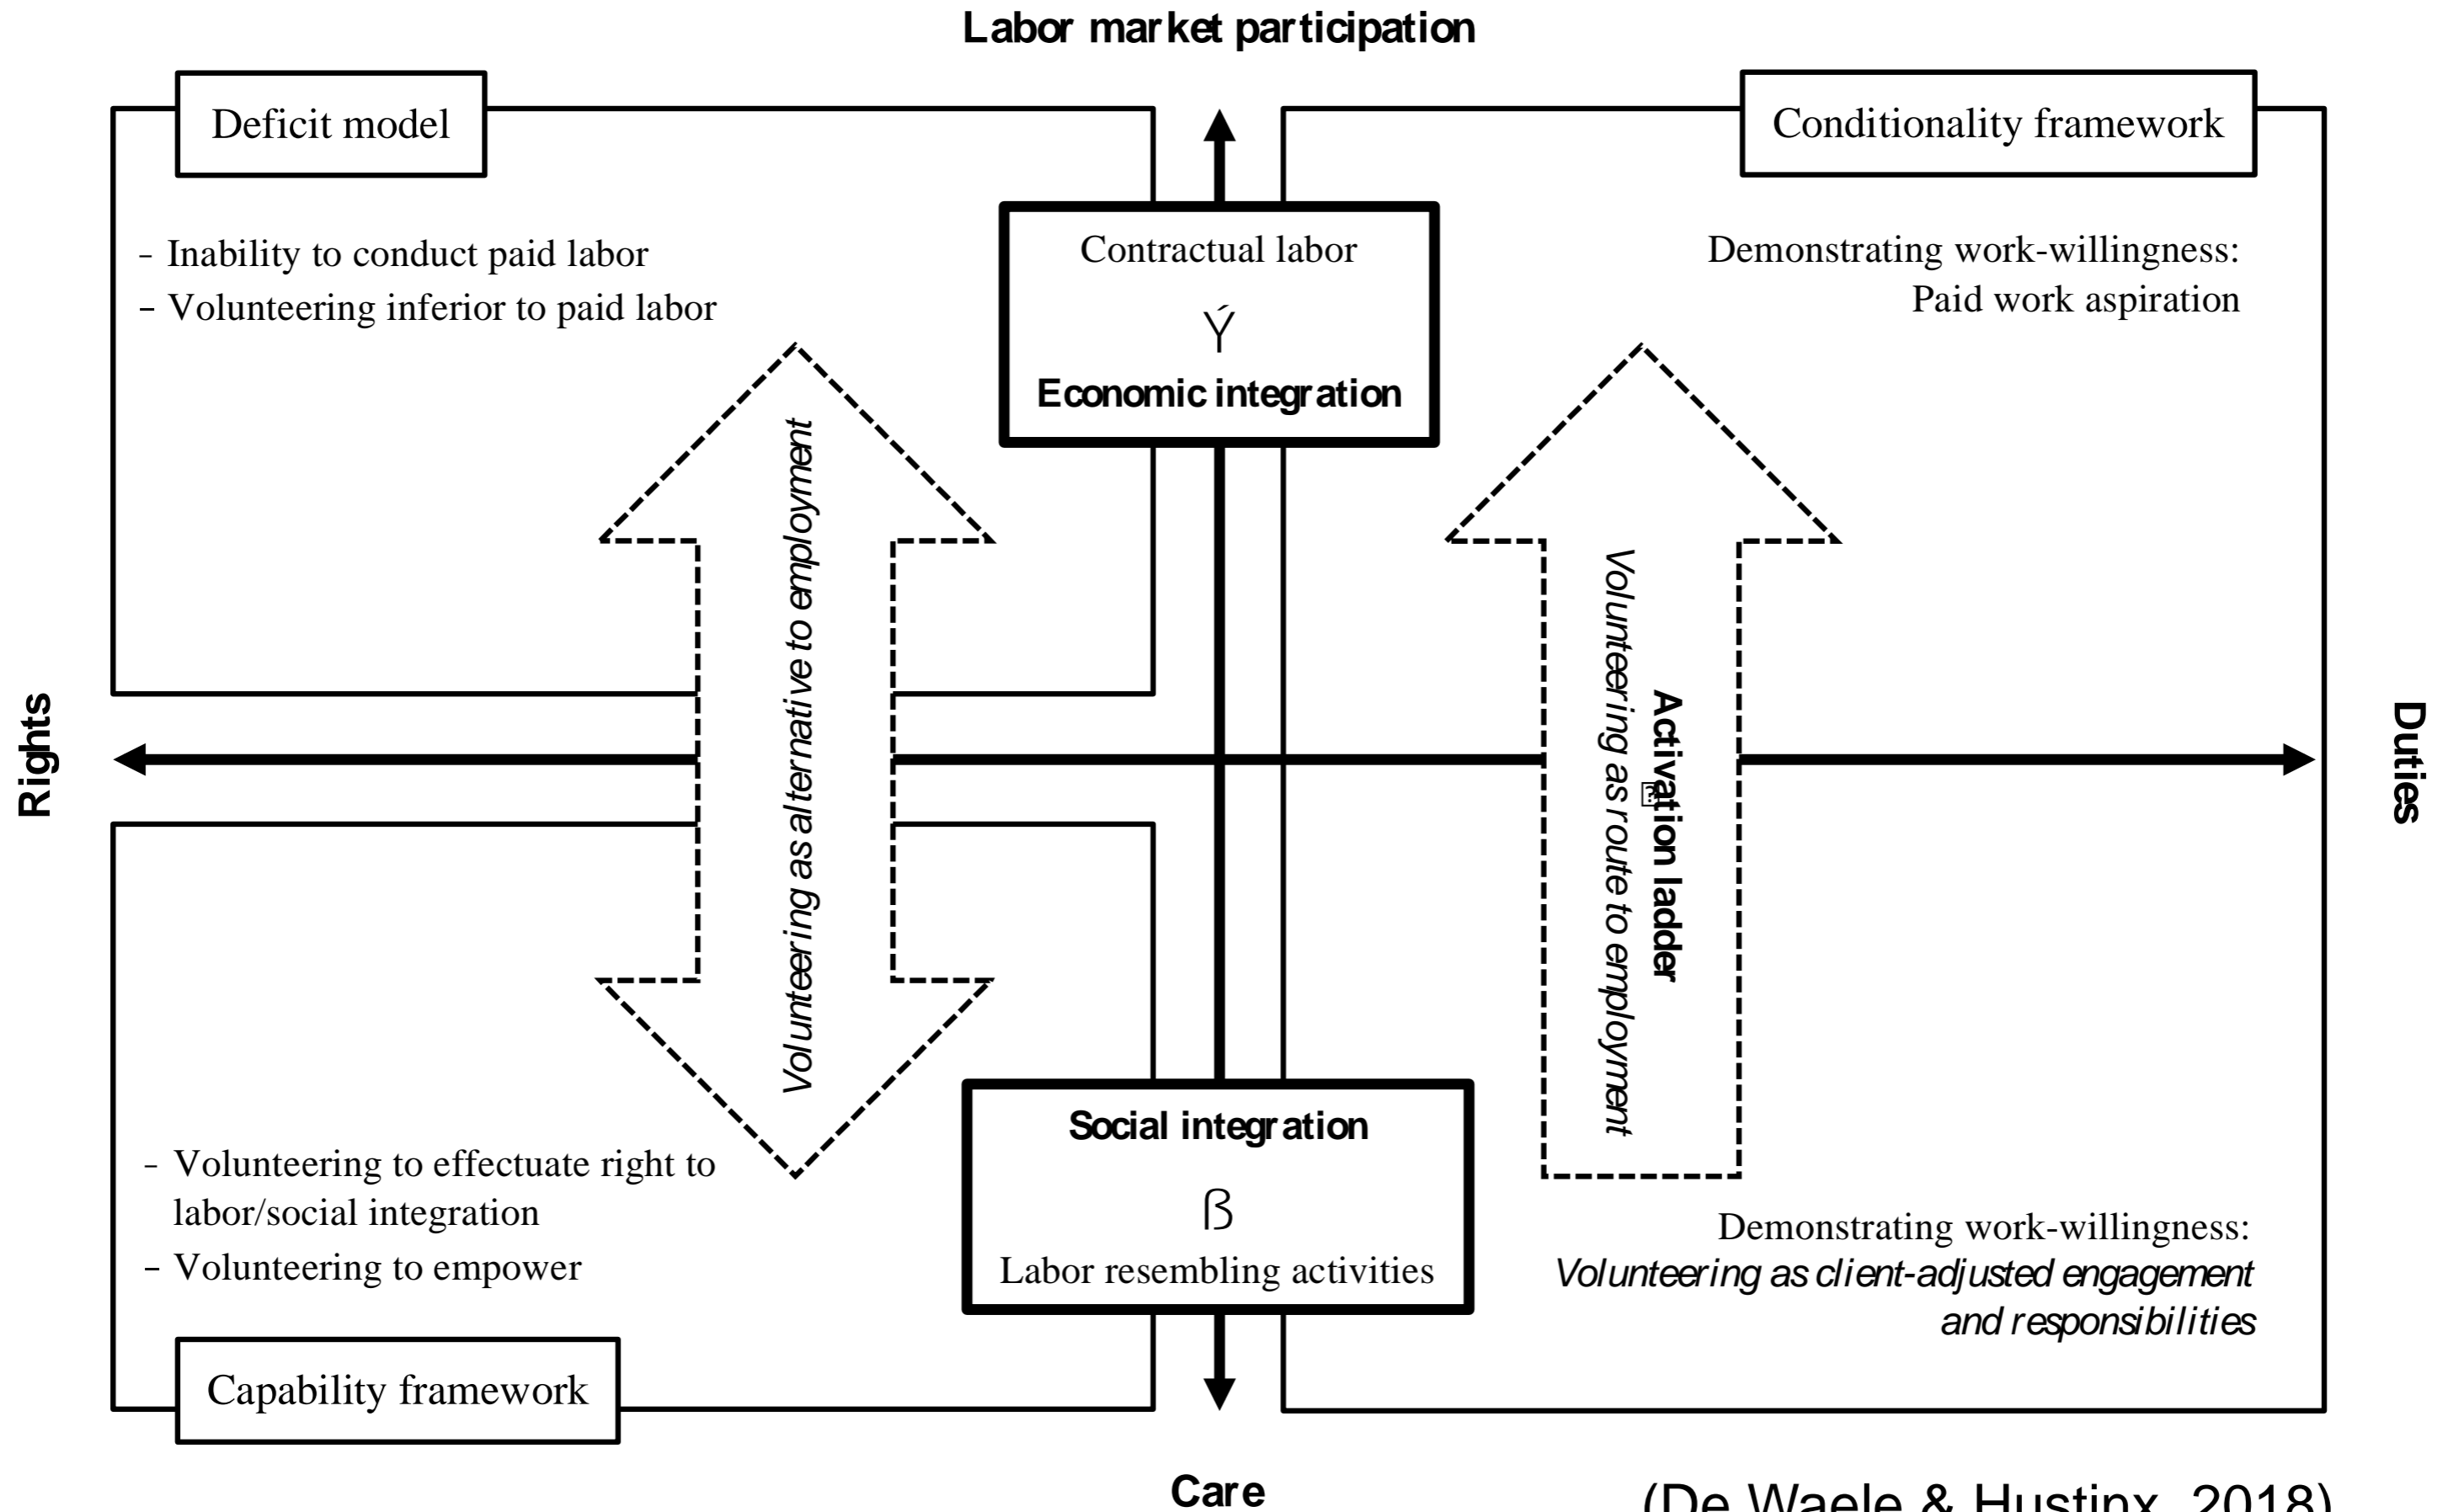 Labor market participation
Deficit model
Conditionality framework
- Inability to conduct paid labor
- Volunteering inferior to paid labor
Contractual labor
Ý
Economic integration
Demonstrating work-willingness:
Paid work aspiration
Volunteering as alternative to employment
Activation ladder
Volunteering as route to employment
Rights
Duties
- Volunteering to effectuate right to
labor/social integration
- Volunteering to empower
Social integration
ß
Labor resembling activities
Demonstrating work-willingness:
Volunteering as client-adjusted engagement
and responsibilities
Capability framework
Care
(De Waele & Hustinx, 2018)